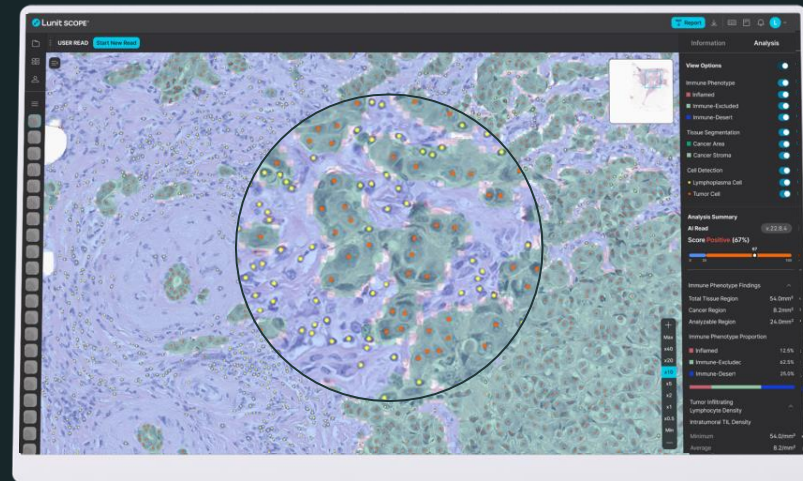 Lunit SCOPE
Report
L
USER READ
Start New Read
Information
Analysis
View Options
Immune Phenotype
Inflamed
Immune-Excluded
Immune-Desert
Tissue Segmentation
Cancer Area
Cancer Stroma
Cell Detection
Lymphoplasma Cell
Tumor Cell
Analysis Summary
AI Read
Score Positive (67%)
Immune Phenotype Findings
Total Tissue Region 54.0mm²
Cancer Region 8.2mm²
Analyzable Region 24.0mm²
Immune Phenotype Proportion
Inflamed 12.5%
Immune-Excludec 62.5%
Immune-Desert 25.0%
Tumor Infiltrating
Lymphocyte Density
Intratumoral TIL Density
Minimum 54.0/mm²
Average 8.2/mm²
+
Max
x40
x20
x10
x5
x2
x1
x0.5
Min